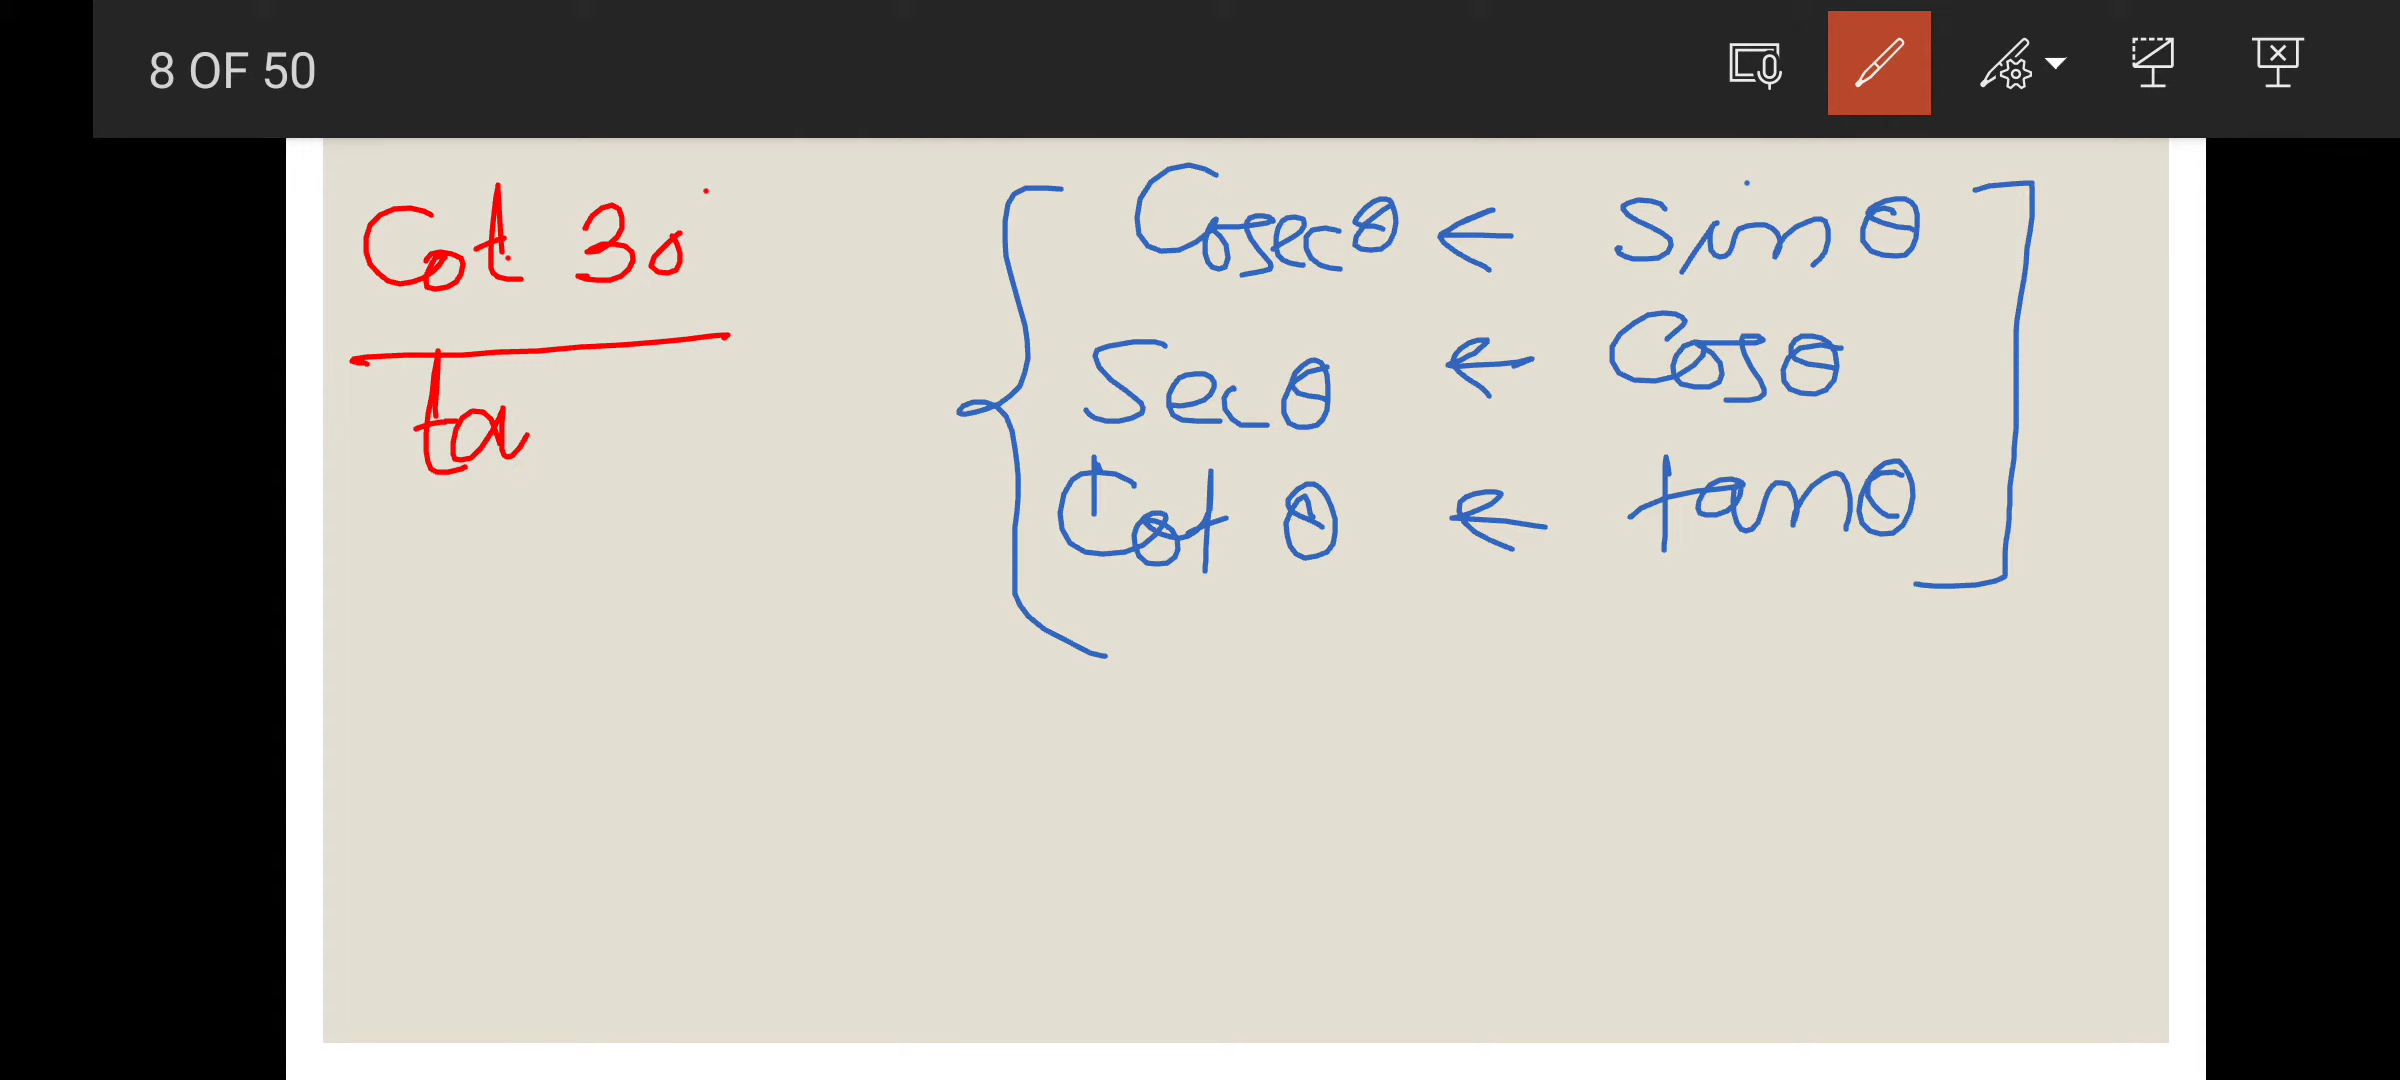 8 OF 50
Cot 30°
ta
Cosecθ ← sinθ
Secθ ← Cosθ
Cotθ ← tanθ